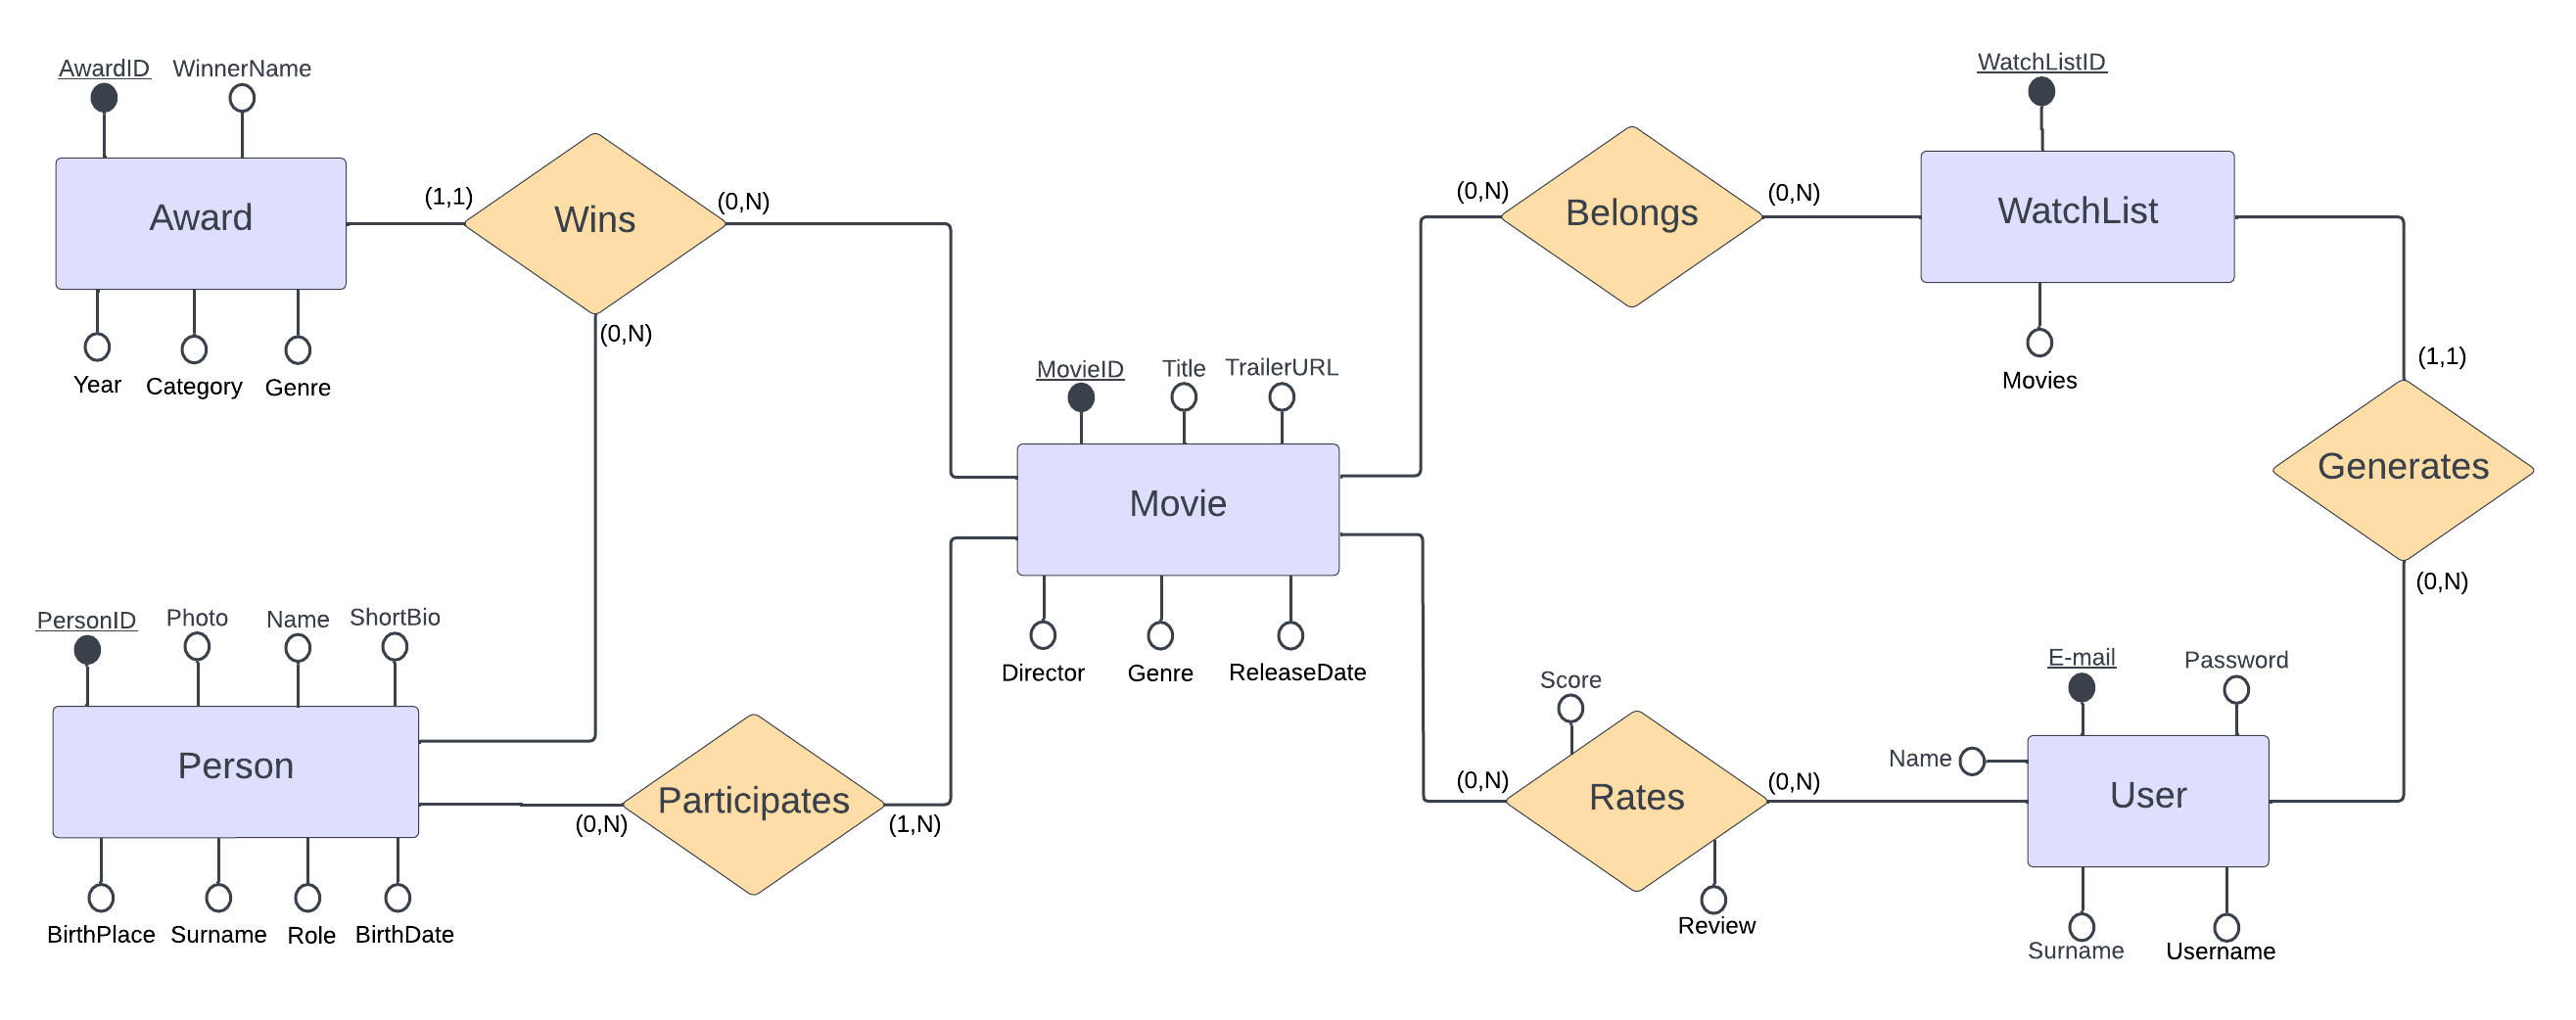 AwardID
WinnerName
Award
Year
Category
Genre
(1,1)
Wins
(0,N)
(0,N)
PersonID
Photo
Name
ShortBio
Person
BirthPlace
Surname
Role
BirthDate
(0,N)
Participates
(1,N)
MovieID
Title
TrailerURL
Movie
Director
Genre
ReleaseDate
(0,N)
Belongs
(0,N)
WatchListID
WatchList
Movies
(1,1)
Generates
(0,N)
Score
(0,N)
Rates
(0,N)
Review
E-mail
Password
Name
User
Surname
Username